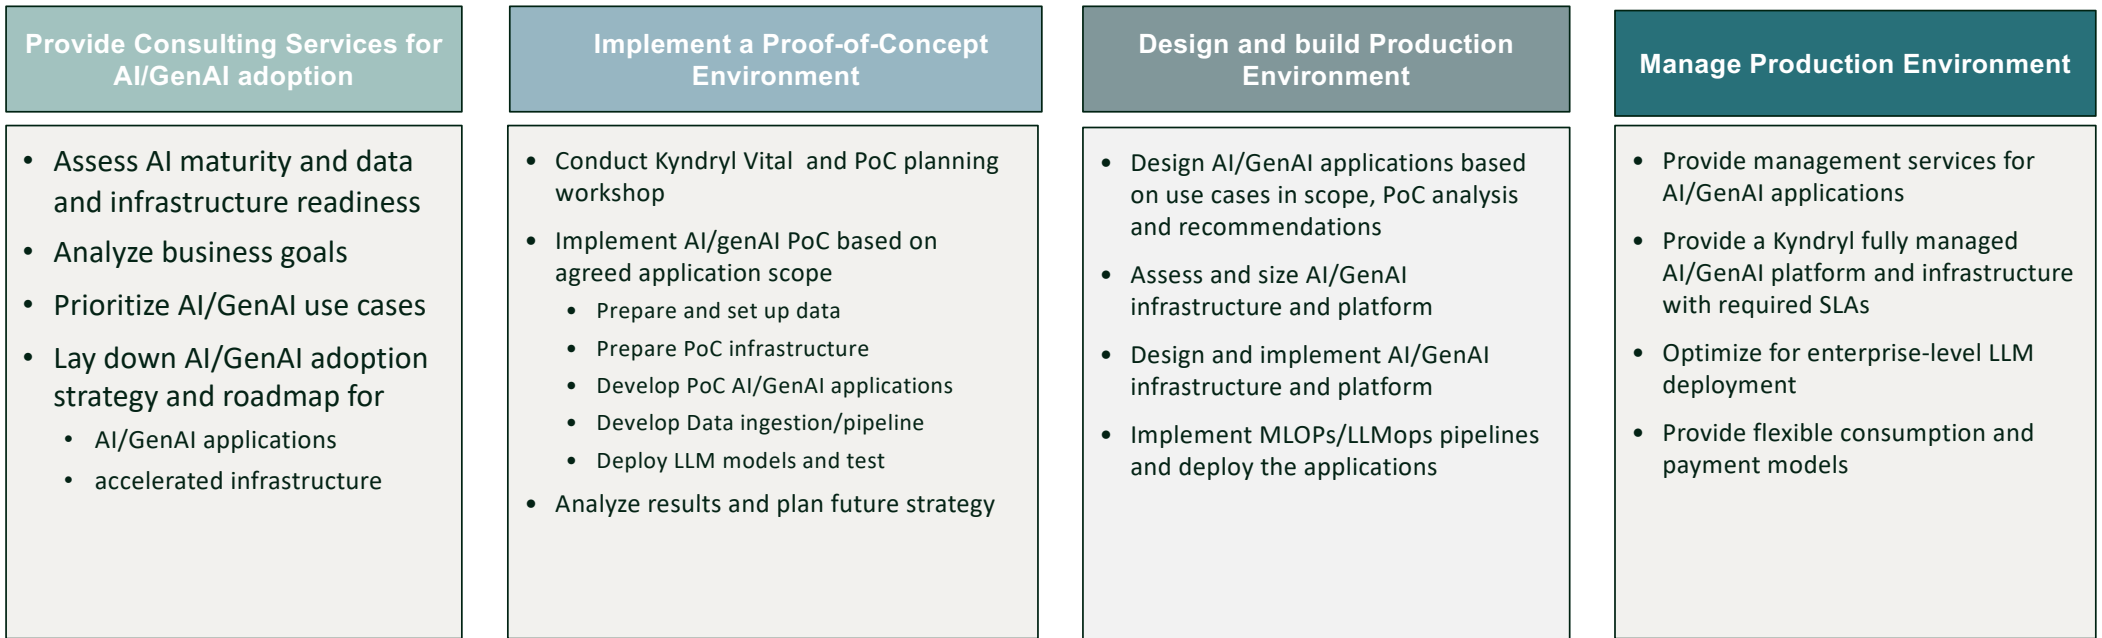 Provide Consulting Services for
AI/GenAI adoption
• Assess AI maturity and data
and infrastructure readiness
• Analyze business goals
• Prioritize AI/GenAI use cases
• Lay down AI/GenAI adoption
strategy and roadmap for
• AI/GenAI applications
• accelerated infrastructure
Implement a Proof-of-Concept
Environment
• Conduct Kyndryl Vital  and PoC planning
workshop
• Implement AI/genAI PoC based on
agreed application scope
• Prepare and set up data
• Prepare PoC infrastructure
• Develop PoC AI/GenAI applications
• Develop Data ingestion/pipeline
• Deploy LLM models and test
• Analyze results and plan future strategy
Design and build Production
Environment
• Design AI/GenAI applications based
on use cases in scope, PoC analysis
and recommendations
• Assess and size AI/GenAI
infrastructure and platform
• Design and implement AI/GenAI
infrastructure and platform
• Implement MLOPs/LLMops pipelines
and deploy the applications
Manage Production Environment
• Provide management services for
AI/GenAI applications
• Provide a Kyndryl fully managed
AI/GenAI platform and infrastructure
with required SLAs
• Optimize for enterprise-level LLM
deployment
• Provide flexible consumption and
payment models